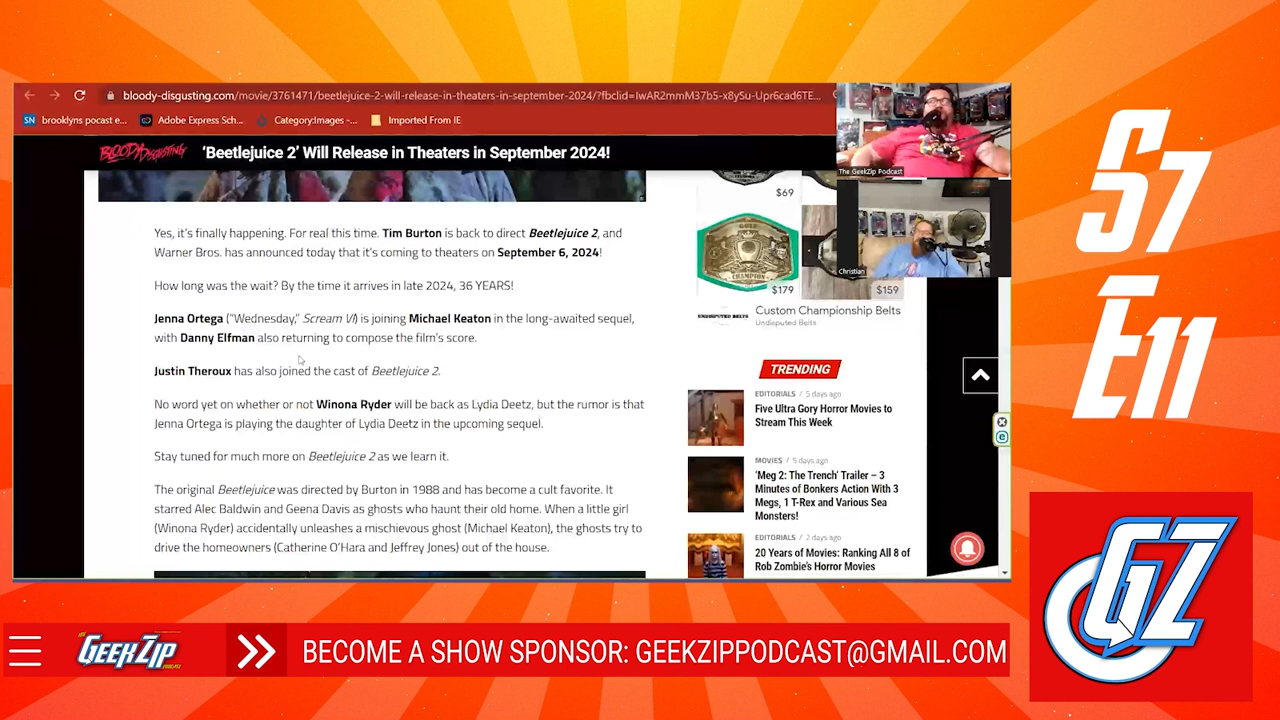 bloody-disgusting.com/movie/3761471/beetlejuice-2-will-release-in-theaters-in-september-2024/?fbclid=IwAR2mmM37b5-x8ySu-Upr6cad6TE...
SN brooklyns pocast e...
Adobe Express Sch...
Category:Images -...
Imported From IE
BLOODY DISGUSTING
'Beetlejuice 2' Will Release in Theaters in September 2024!
The GeekZip Podcast
Christian
Yes, it's finally happening. For real this time. Tim Burton is back to direct Beetlejuice 2, and
Warner Bros. has announced today that it's coming to theaters on September 6, 2024!
How long was the wait? By the time it arrives in late 2024, 36 YEARS!
Jenna Ortega ("Wednesday," Scream VI) is joining Michael Keaton in the long-awaited sequel,
with Danny Elfman also returning to compose the film's score.
Justin Theroux has also joined the cast of Beetlejuice 2.
No word yet on whether or not Winona Ryder will be back as Lydia Deetz, but the rumor is that
Jenna Ortega is playing the daughter of Lydia Deetz in the upcoming sequel.
Stay tuned for much more on Beetlejuice 2 as we learn it.
The original Beetlejuice was directed by Burton in 1988 and has become a cult favorite. It
starred Alec Baldwin and Geena Davis as ghosts who haunt their old home. When a little girl
(Winona Ryder) accidentally unleashes a mischievous ghost (Michael Keaton), the ghosts try to
drive the homeowners (Catherine O'Hara and Jeffrey Jones) out of the house.
$69
$179
$159
UNDISPUTED BELTS
Custom Championship Belts
Undisputed Belts
TRENDING
EDITORIALS / 5 days ago
Five Ultra Gory Horror Movies to
Stream This Week
MOVIES / 5 days ago
'Meg 2: The Trench' Trailer – 3
Minutes of Bonkers Action With 3
Megs, 1 T-Rex and Various Sea
Monsters!
EDITORIALS / 2 days ago
20 Years of Movies: Ranking All 8 of
Rob Zombie's Horror Movies
S7
E11
GZ
GEEKZIP
PODCAST
BECOME A SHOW SPONSOR: GEEKZIPPODCAST@GMAIL.COM